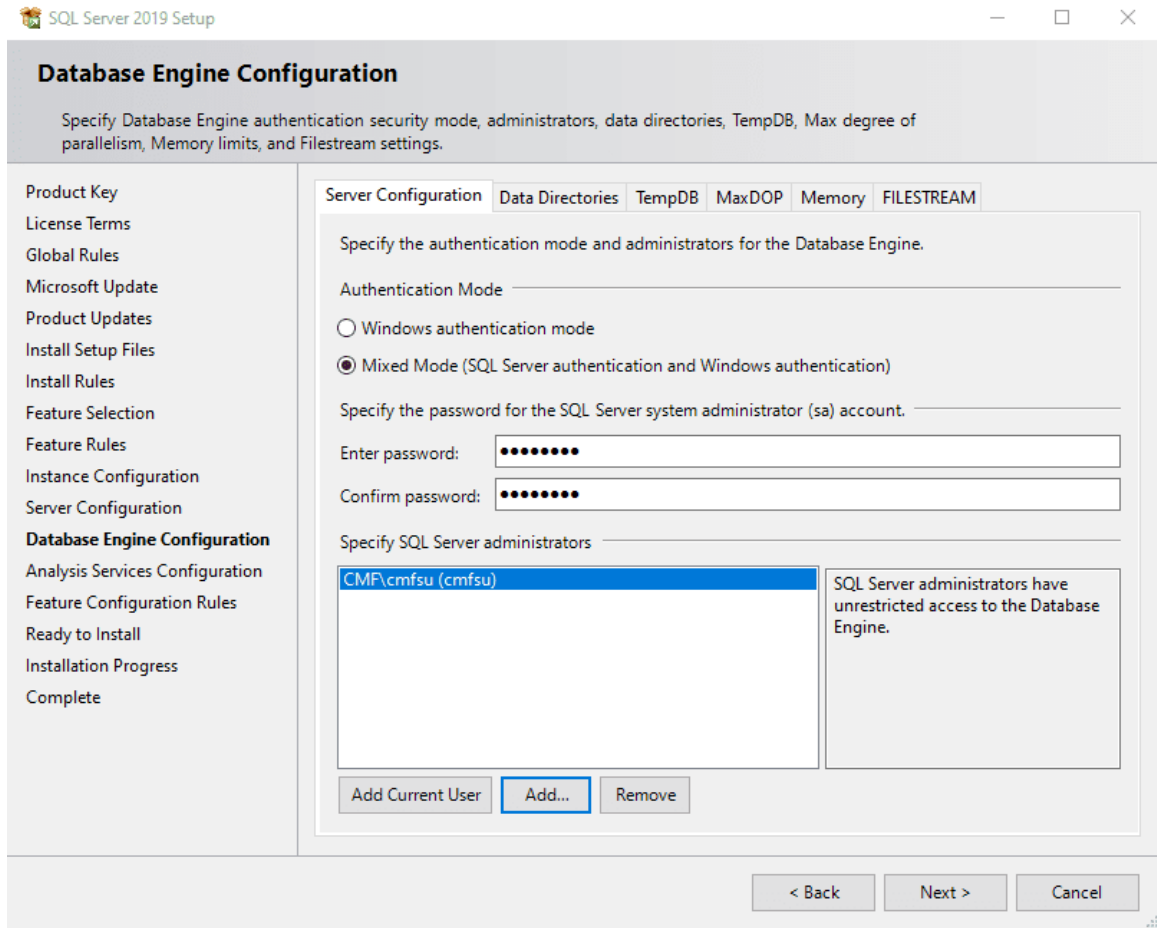 SQL Server 2019 Setup
Database Engine Configuration
Specify Database Engine authentication security mode, administrators, data directories, TempDB, Max degree of
parallelism, Memory limits, and Filestream settings.
Product Key
License Terms
Global Rules
Microsoft Update
Product Updates
Install Setup Files
Install Rules
Feature Selection
Feature Rules
Instance Configuration
Server Configuration
Database Engine Configuration
Analysis Services Configuration
Feature Configuration Rules
Ready to Install
Installation Progress
Complete
Server Configuration Data Directories TempDB MaxDOP Memory FILESTREAM
Specify the authentication mode and administrators for the Database Engine.
Authentication Mode
Windows authentication mode
Mixed Mode (SQL Server authentication and Windows authentication)
Specify the password for the SQL Server system administrator (sa) account.
Enter password: ●●●●●●●●
Confirm password: ●●●●●●●●
Specify SQL Server administrators
CMF\cmfsu (cmfsu)
SQL Server administrators have
unrestricted access to the Database
Engine.
Add Current User Add... Remove
< Back Next > Cancel